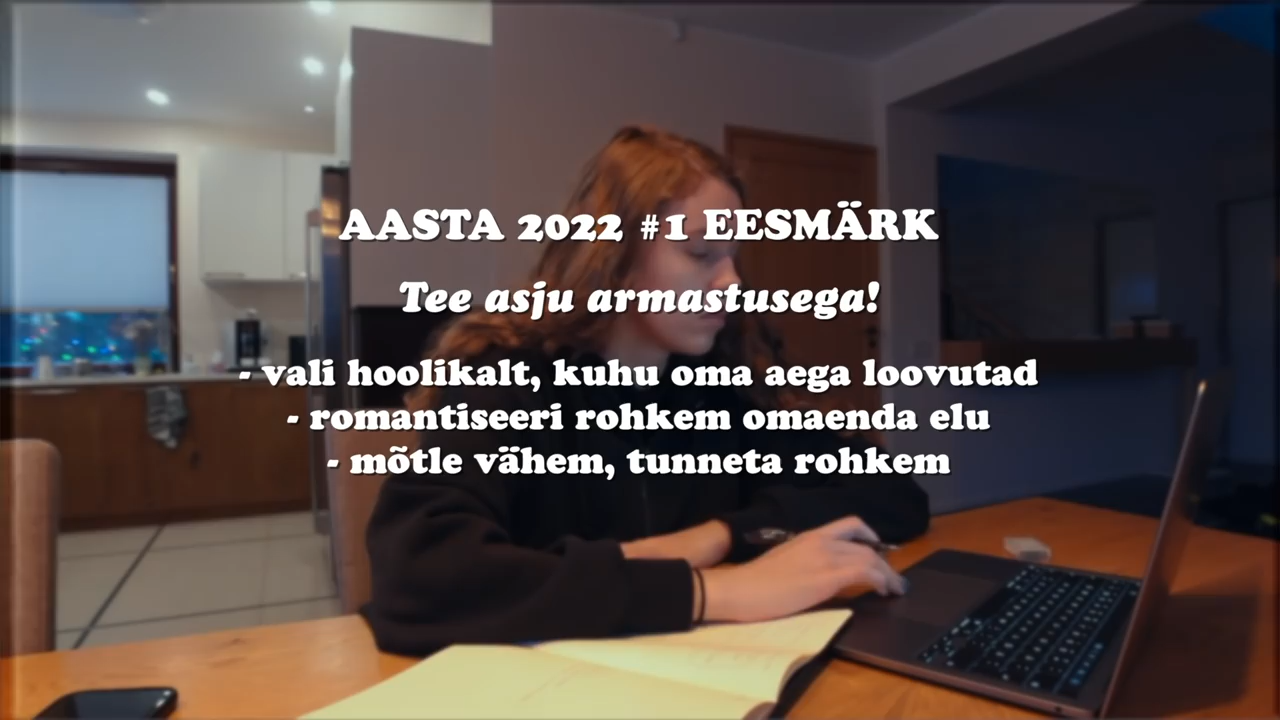 AASTA 2022 #1 EESMÄRK
Tee asju armastusega!
- vali hoolikalt, kuhu oma aega loovutad
- romantiseeri rohkem omaenda elu
- mõtle vähem, tunneta rohkem